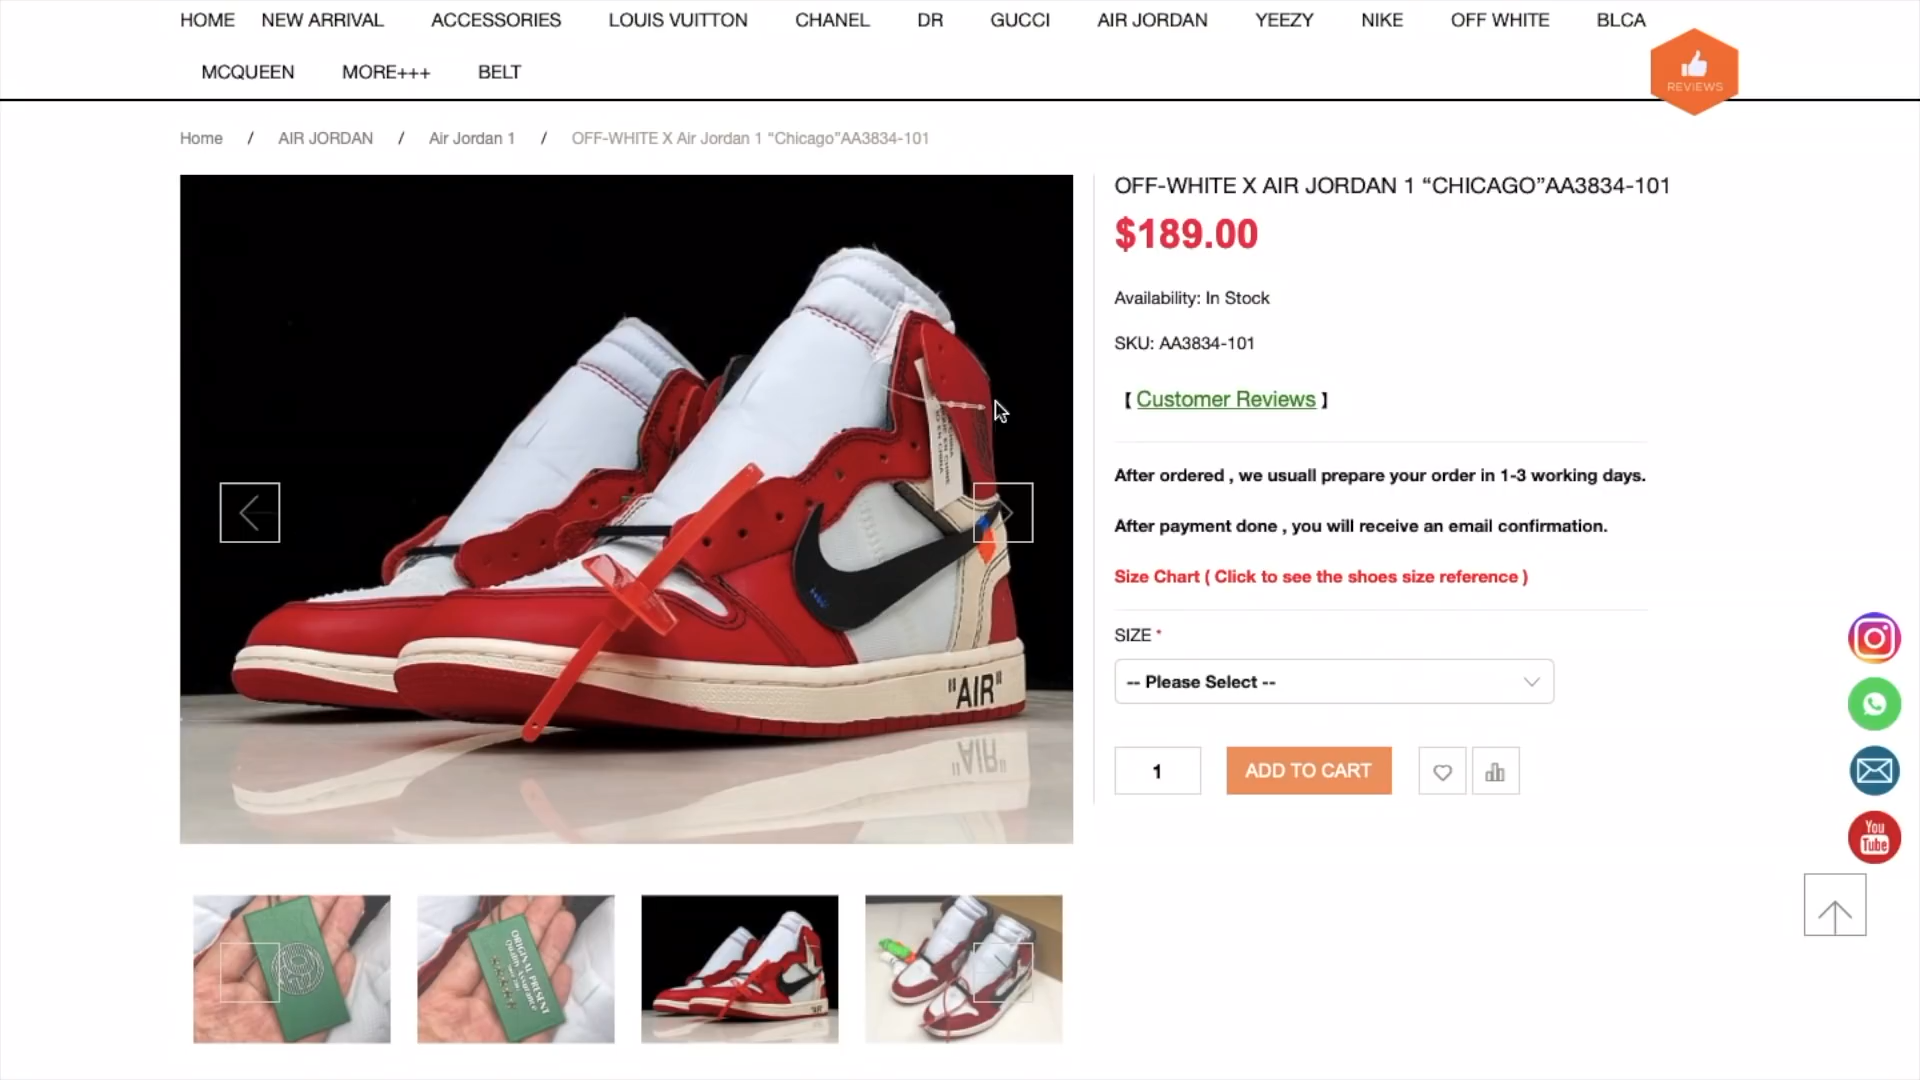 HOME NEW ARRIVAL ACCESSORIES LOUIS VUITTON CHANEL DR GUCCI AIR JORDAN YEEZY NIKE OFF WHITE BLCA
MCQUEEN MORE+++ BELT
REVIEWS
Home / AIR JORDAN / Air Jordan 1 / OFF-WHITE X Air Jordan 1 “Chicago”AA3834-101
OFF-WHITE X AIR JORDAN 1 “CHICAGO”AA3834-101
$189.00
Availability: In Stock
SKU: AA3834-101
【 Customer Reviews 】
After ordered , we usuall prepare your order in 1-3 working days.
After payment done , you will receive an email confirmation.
Size Chart ( Click to see the shoes size reference )
SIZE *
-- Please Select --
1
ADD TO CART
"AIR"
You
Tube
ORIGINAL PRESENT
Quality Assurance